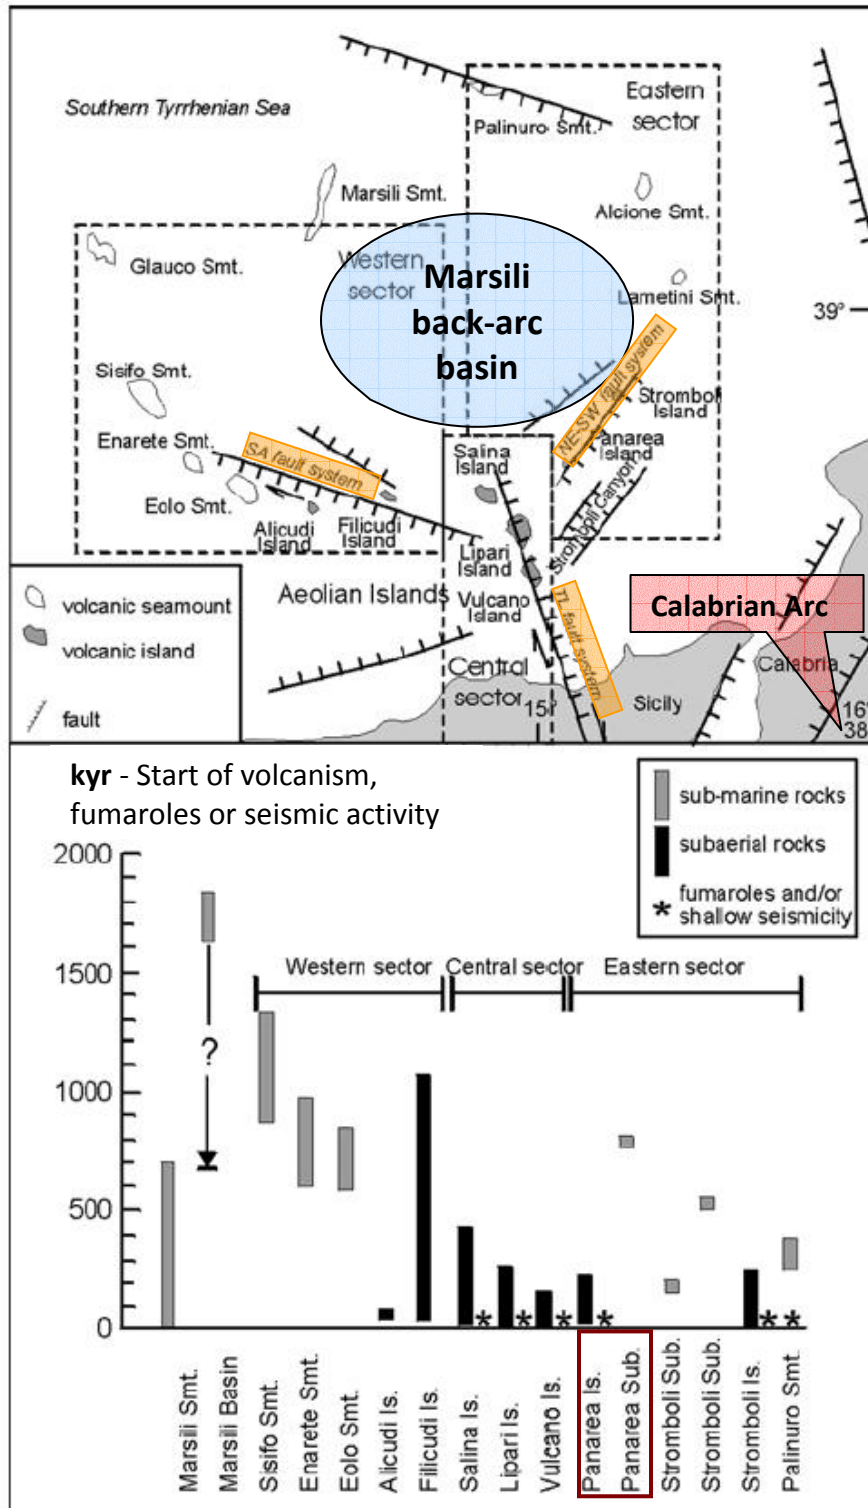 Southern Tyrrhenian Sea
Eastern
sector
Palinuro Smt.
Marsili Smt.
Alcione Smt.
Glauco Smt.
Western
sector
Marsili
back-arc
basin
Lametini Smt.
39°
Sisifo Smt.
NE-SW fault system
Stromboli
Island
Enarete Smt.
SA fault system
Salina
Island
anarea
Island
Eolo Smt.
Alicudi
Island
Filicudi
Island
Stromboli Canyon
Lipari
Island
volcanic seamount
volcanic island
fault
Aeolian Islands
Vulcano
Island
TL fault system
Calabrian Arc
Central
sector
Calabria
15°
Sicily
16°
38
kyr - Start of volcanism,
fumaroles or seismic activity
sub-marine rocks
subaerial rocks
* fumaroles and/or
shallow seismicity
2000
1500
1000
500
0
Western sector
Central sector
Eastern sector
?
* * * * * *
Marsili Smt.
Marsili Basin
Sisifo Smt.
Enarete Smt.
Eolo Smt.
Alicudi Is.
Filicudi Is.
Salina Is.
Lipari Is.
Vulcano Is.
Panarea Is.
Panarea Sub.
Stromboli Sub.
Stromboli Sub.
Stromboli Is.
Palinuro Smt.